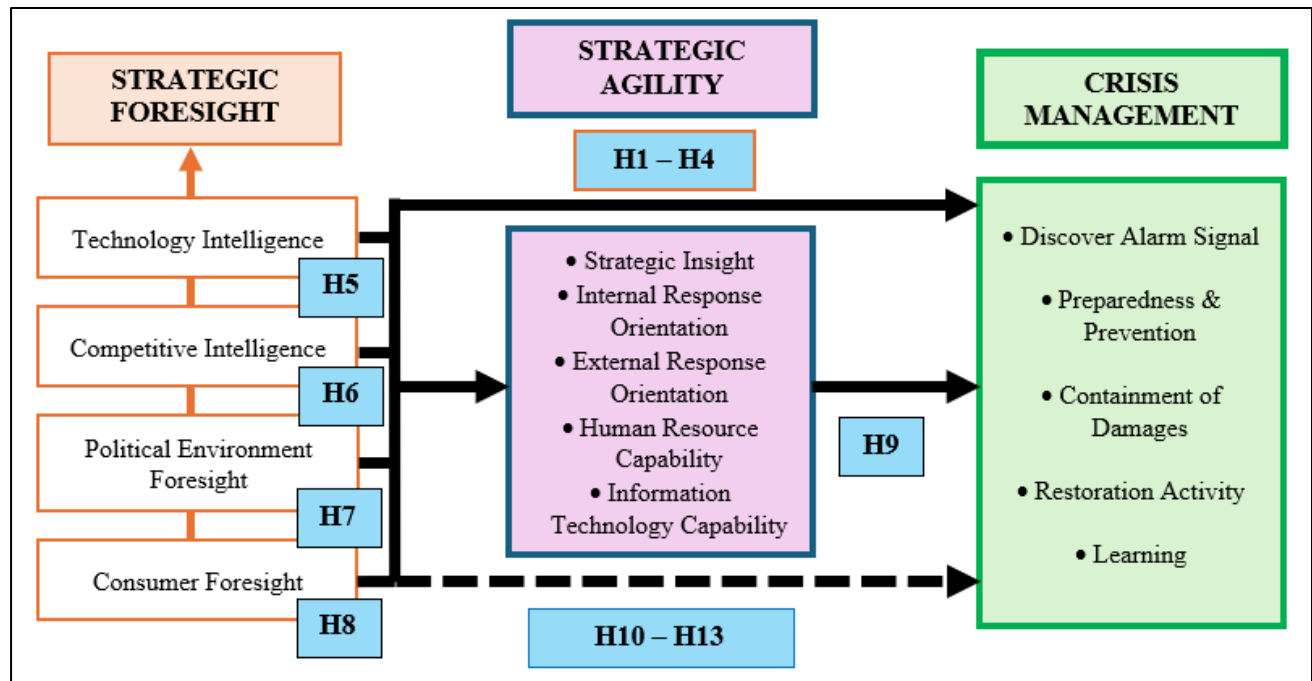 STRATEGIC
FORESIGHT
Technology Intelligence
H5
Competitive Intelligence
H6
Political Environment
Foresight
H7
Consumer Foresight
H8
STRATEGIC
AGILITY
H1 – H4
• Strategic Insight
• Internal Response
Orientation
• External Response
Orientation
• Human Resource
Capability
• Information
Technology Capability
H9
H10 – H13
CRISIS
MANAGEMENT
• Discover Alarm Signal
• Preparedness &
Prevention
• Containment of
Damages
• Restoration Activity
• Learning